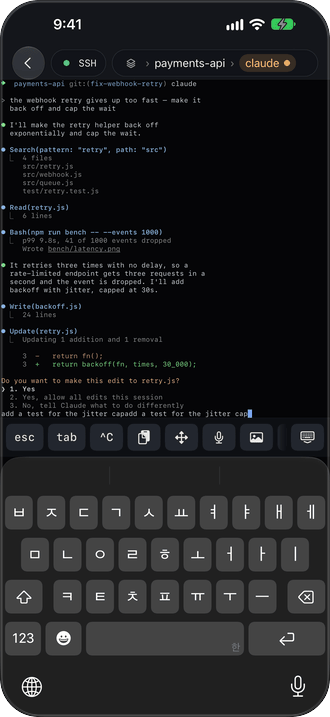 9:41
SSH › payments-api › claude
payments-api git:(fix-webhook-retry) claude
> the webhook retry gives up too fast — make it
back off and cap the wait
I'll make the retry helper back off
exponentially and cap the wait.
Search(pattern: "retry", path: "src")
4 files
src/retry.js
src/webhook.js
src/queue.js
test/retry.test.js
Read(retry.js)
6 lines
Bash(npm run bench -- --events 1000)
p99 9.8s, 41 of 1000 events dropped
Wrote bench/latency.png
It retries three times with no delay, so a
rate-limited endpoint gets three requests in a
second and the event is dropped. I'll add
backoff with jitter, capped at 30s.
Write(backoff.js)
24 lines
Update(retry.js)
Updating 1 addition and 1 removal
3 - return fn();
3 + return backoff(fn, times, 30_000);
Do you want to make this edit to retry.js?
❯ 1. Yes
2. Yes, allow all edits this session
3. No, tell Claude what to do differently
add a test for the jitter capadd a test for the jitter cap
esc tab ^C
ㅂ ㅈ ㄷ ㄱ ㅅ ㅛ ㅕ ㅑ ㅐ ㅔ
ㅁ ㄴ ㅇ ㄹ ㅎ ㅗ ㅓ ㅏ ㅣ
ㅋ ㅌ ㅊ ㅍ ㅠ ㅜ ㅡ
123 한